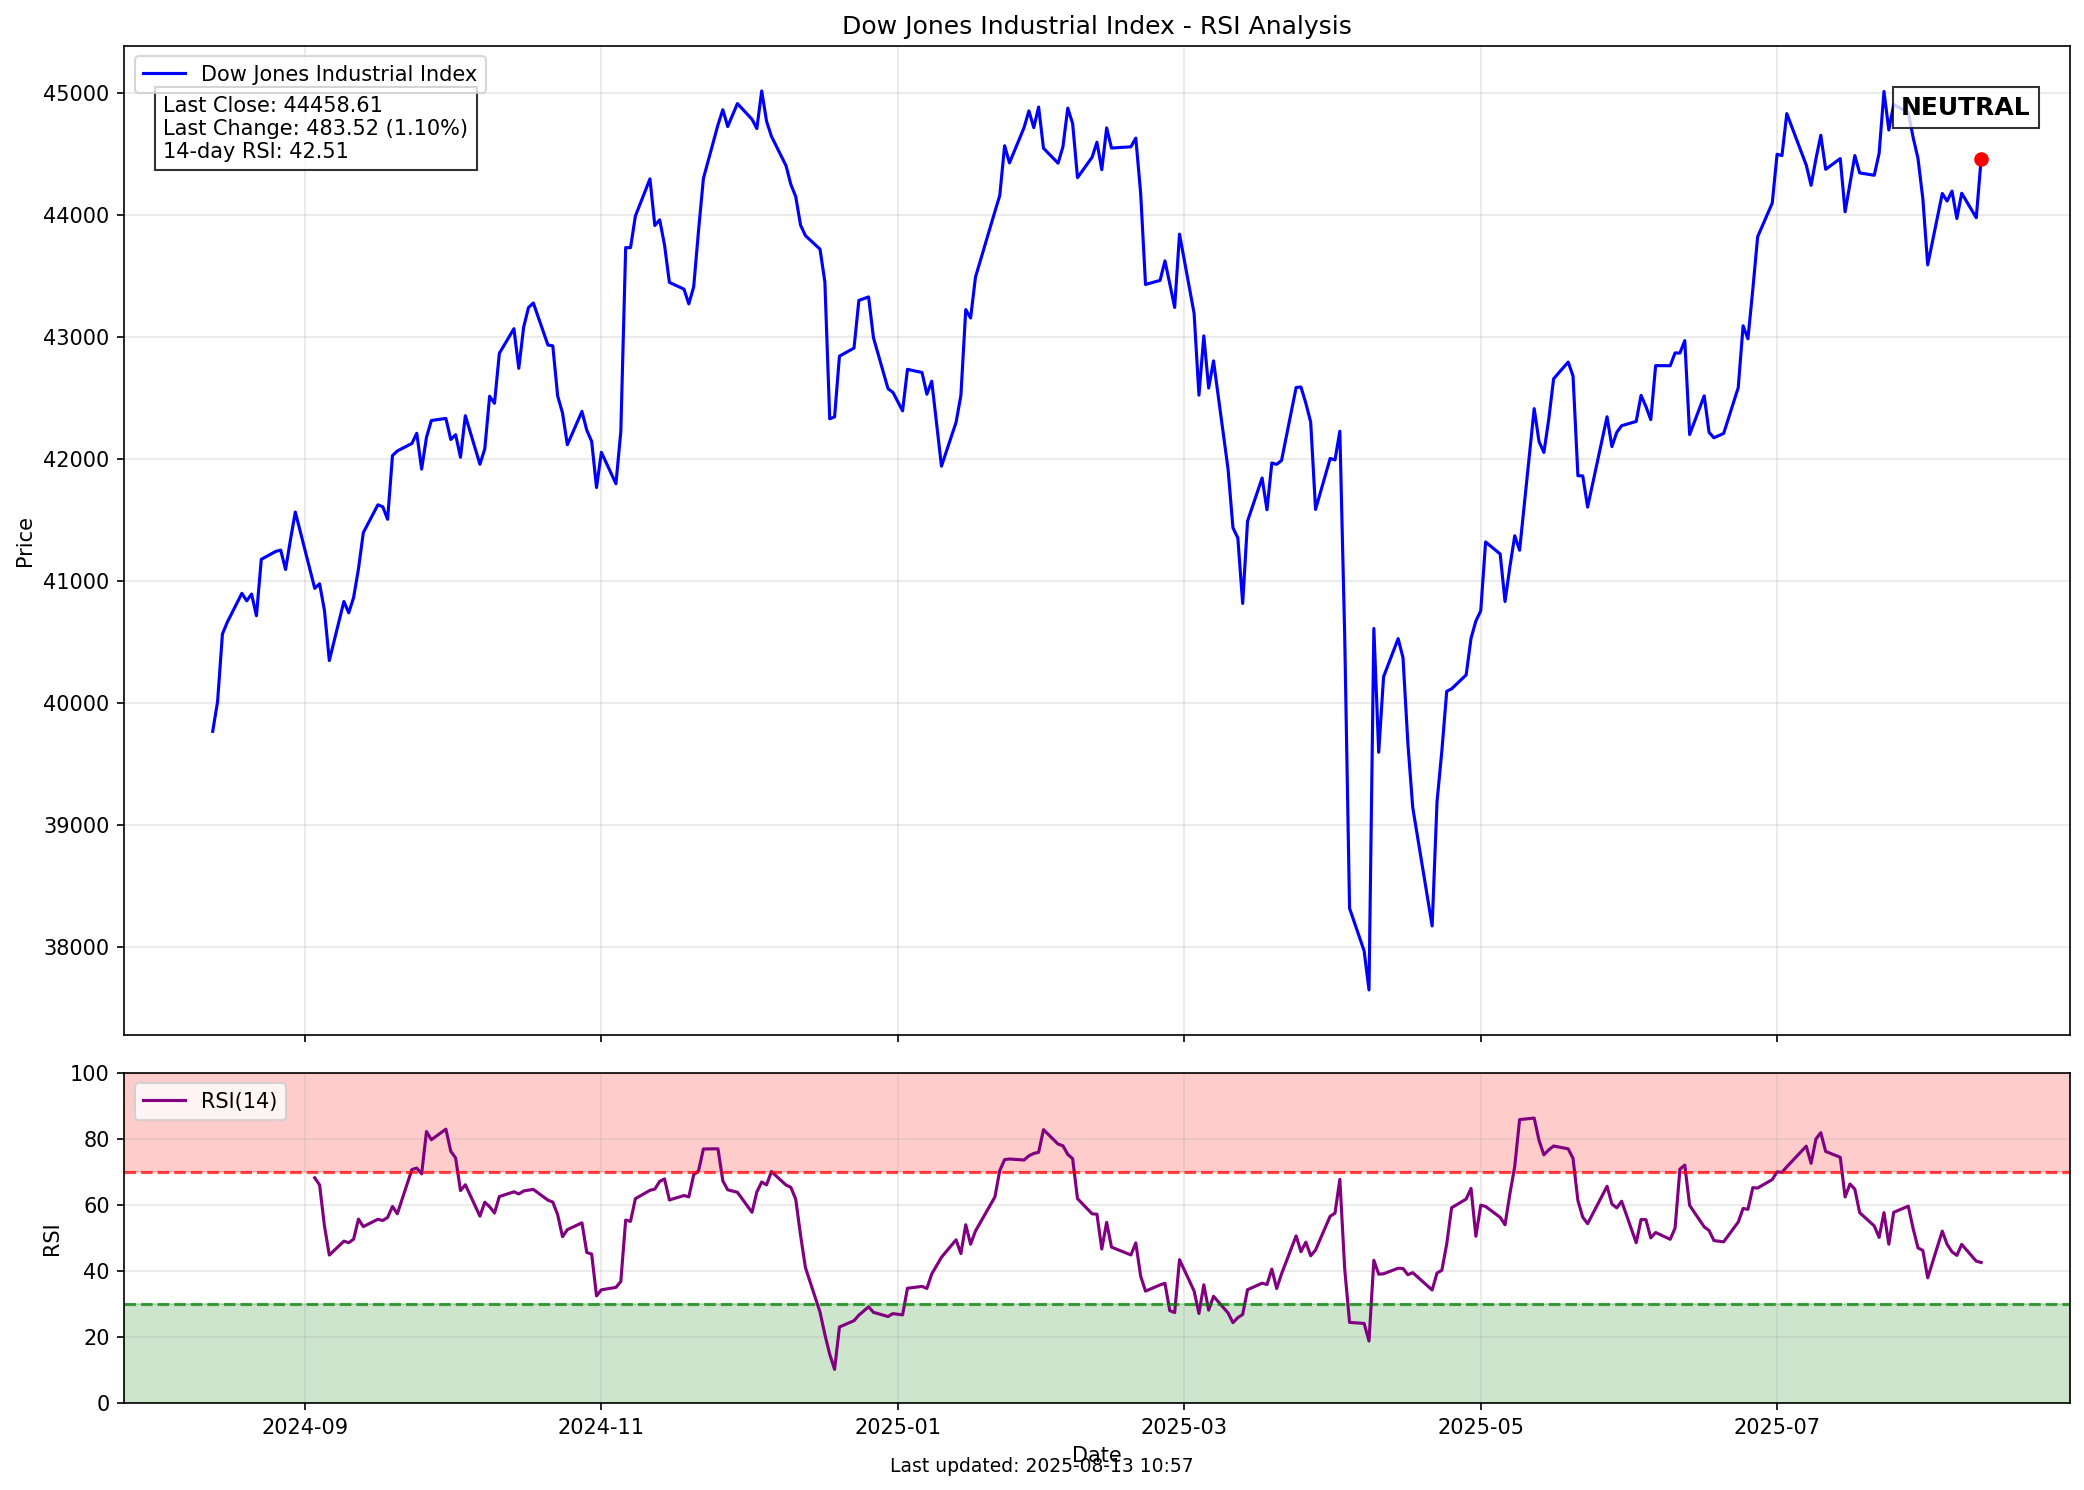 Dow Jones Industrial Index - RSI Analysis
Dow Jones Industrial Index
Last Close: 44458.61
Last Change: 483.52 (1.10%)
14-day RSI: 42.51
NEUTRAL
45000
44000
43000
42000
41000
40000
39000
38000
Price
RSI(14)
100
80
60
40
20
0
RSI
2024-09
2024-11
2025-01
2025-03
2025-05
2025-07
Date
Last updated: 2025-08-13 10:57